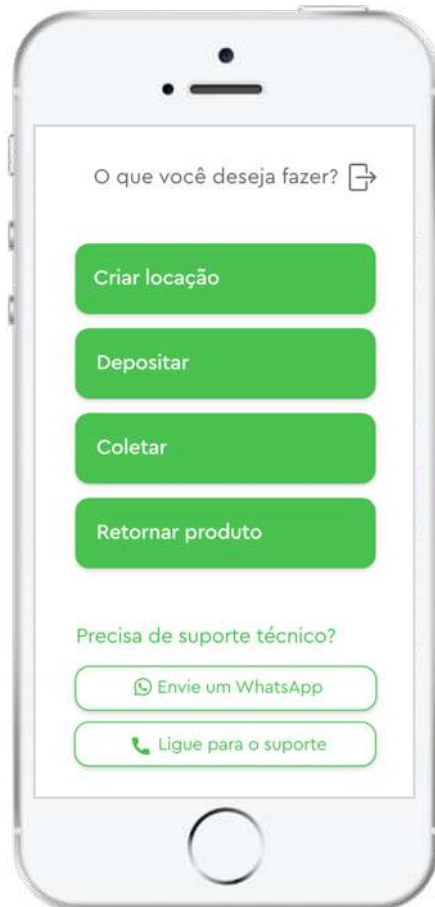 O que você deseja fazer?
Criar locação
Depositar
Coletar
Retornar produto
Precisa de suporte técnico?
Envie um WhatsApp
Ligue para o suporte